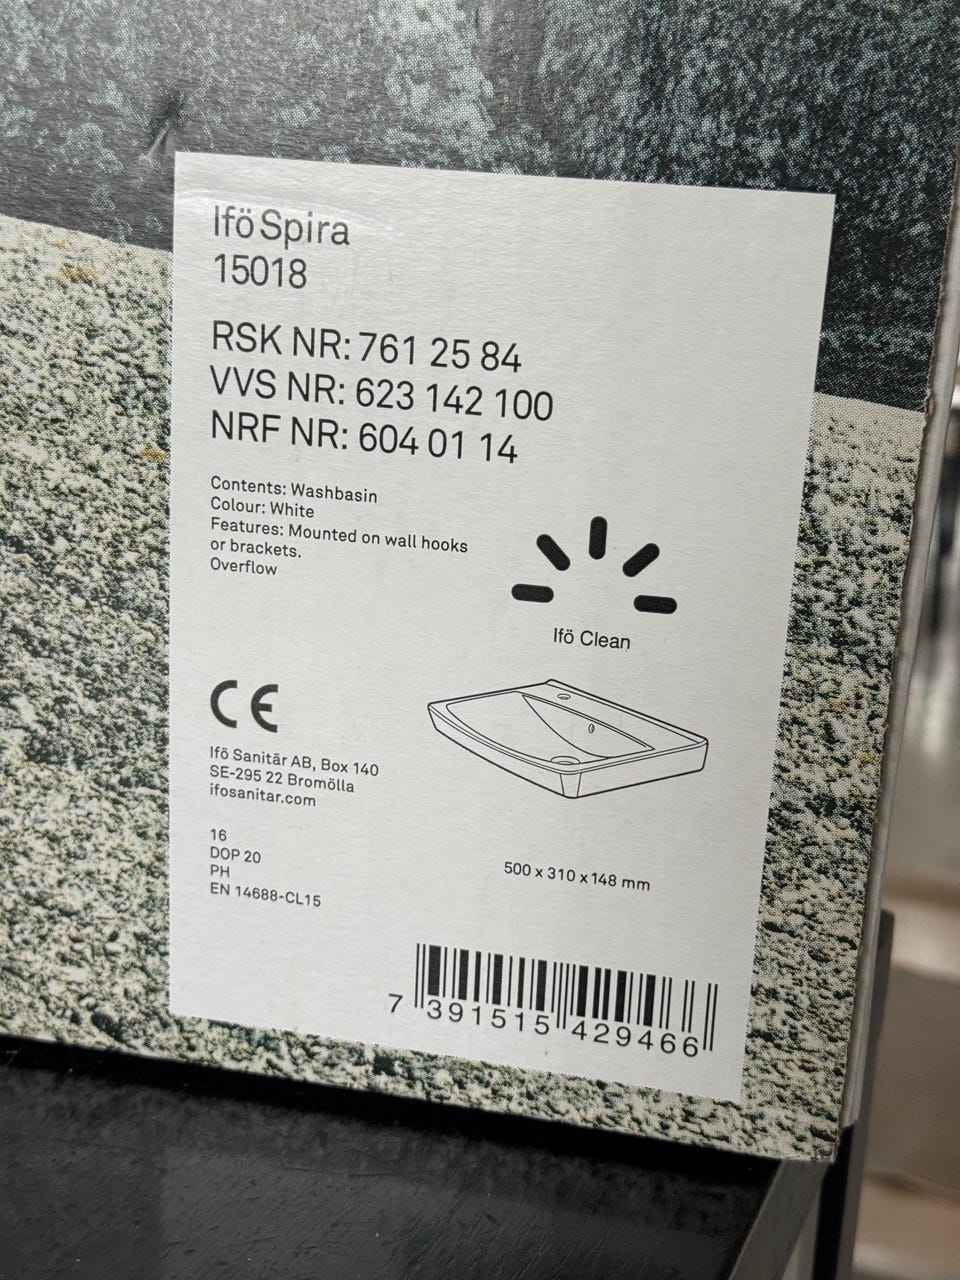 Ifö Spira
15018
RSK NR: 761 25 84
VVS NR: 623 142 100
NRF NR: 604 01 14
Contents: Washbasin
Colour: White
Features: Mounted on wall hooks
or brackets.
Overflow
Ifö Clean
CE
Ifö Sanitär AB, Box 140
SE-295 22 Bromölla
ifosanitar.com
16
DOP 20
PH
EN 14688-CL15
500 x 310 x 148 mm
7 391515 429466